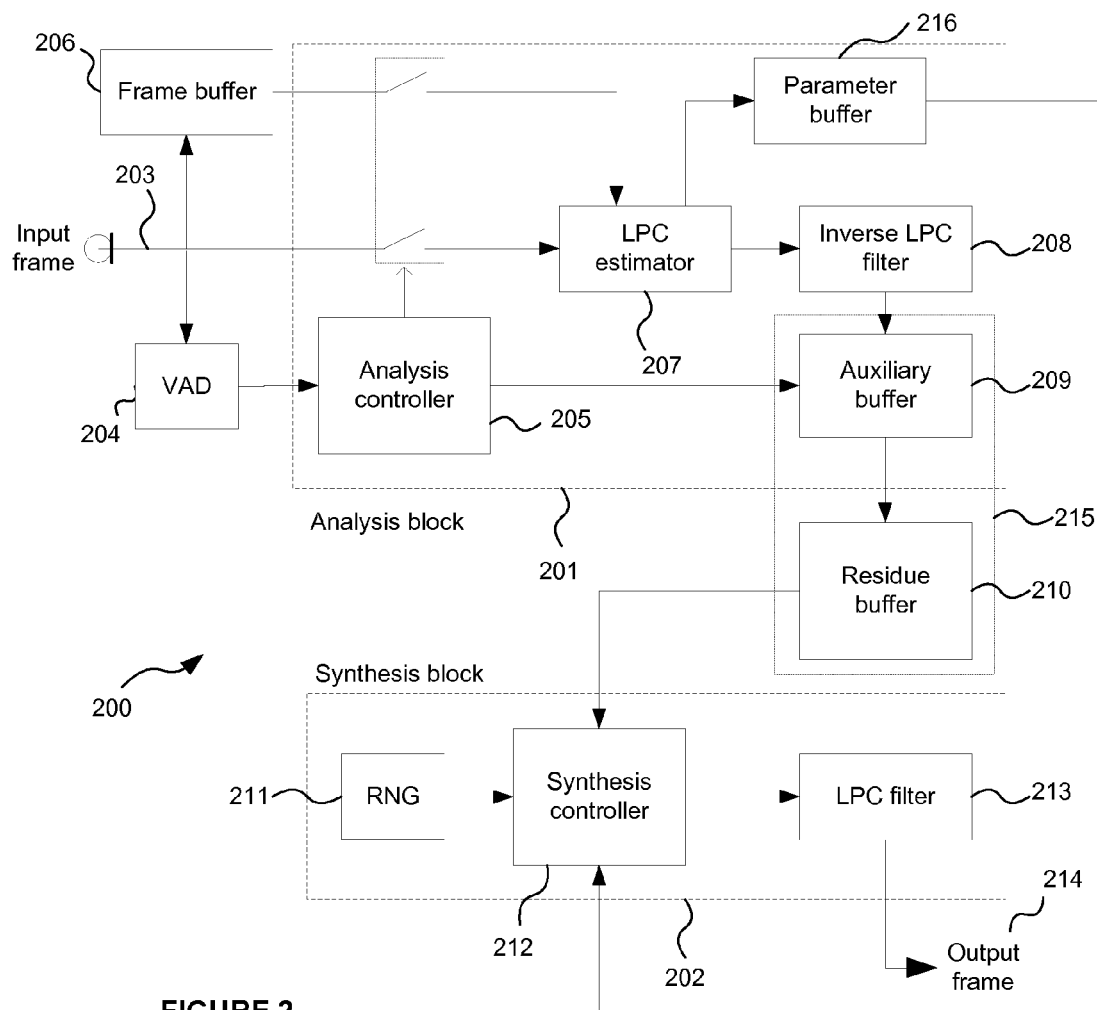 206
216
Frame buffer
Parameter
buffer
203
Input
frame
LPC
estimator
Inverse LPC
filter
208
207
VAD
204
Analysis
controller
205
Auxiliary
buffer
209
Analysis block
201
215
Residue
buffer
210
200
Synthesis block
211
RNG
Synthesis
controller
LPC filter
213
212
202
214
Output
frame
FIGURE 2